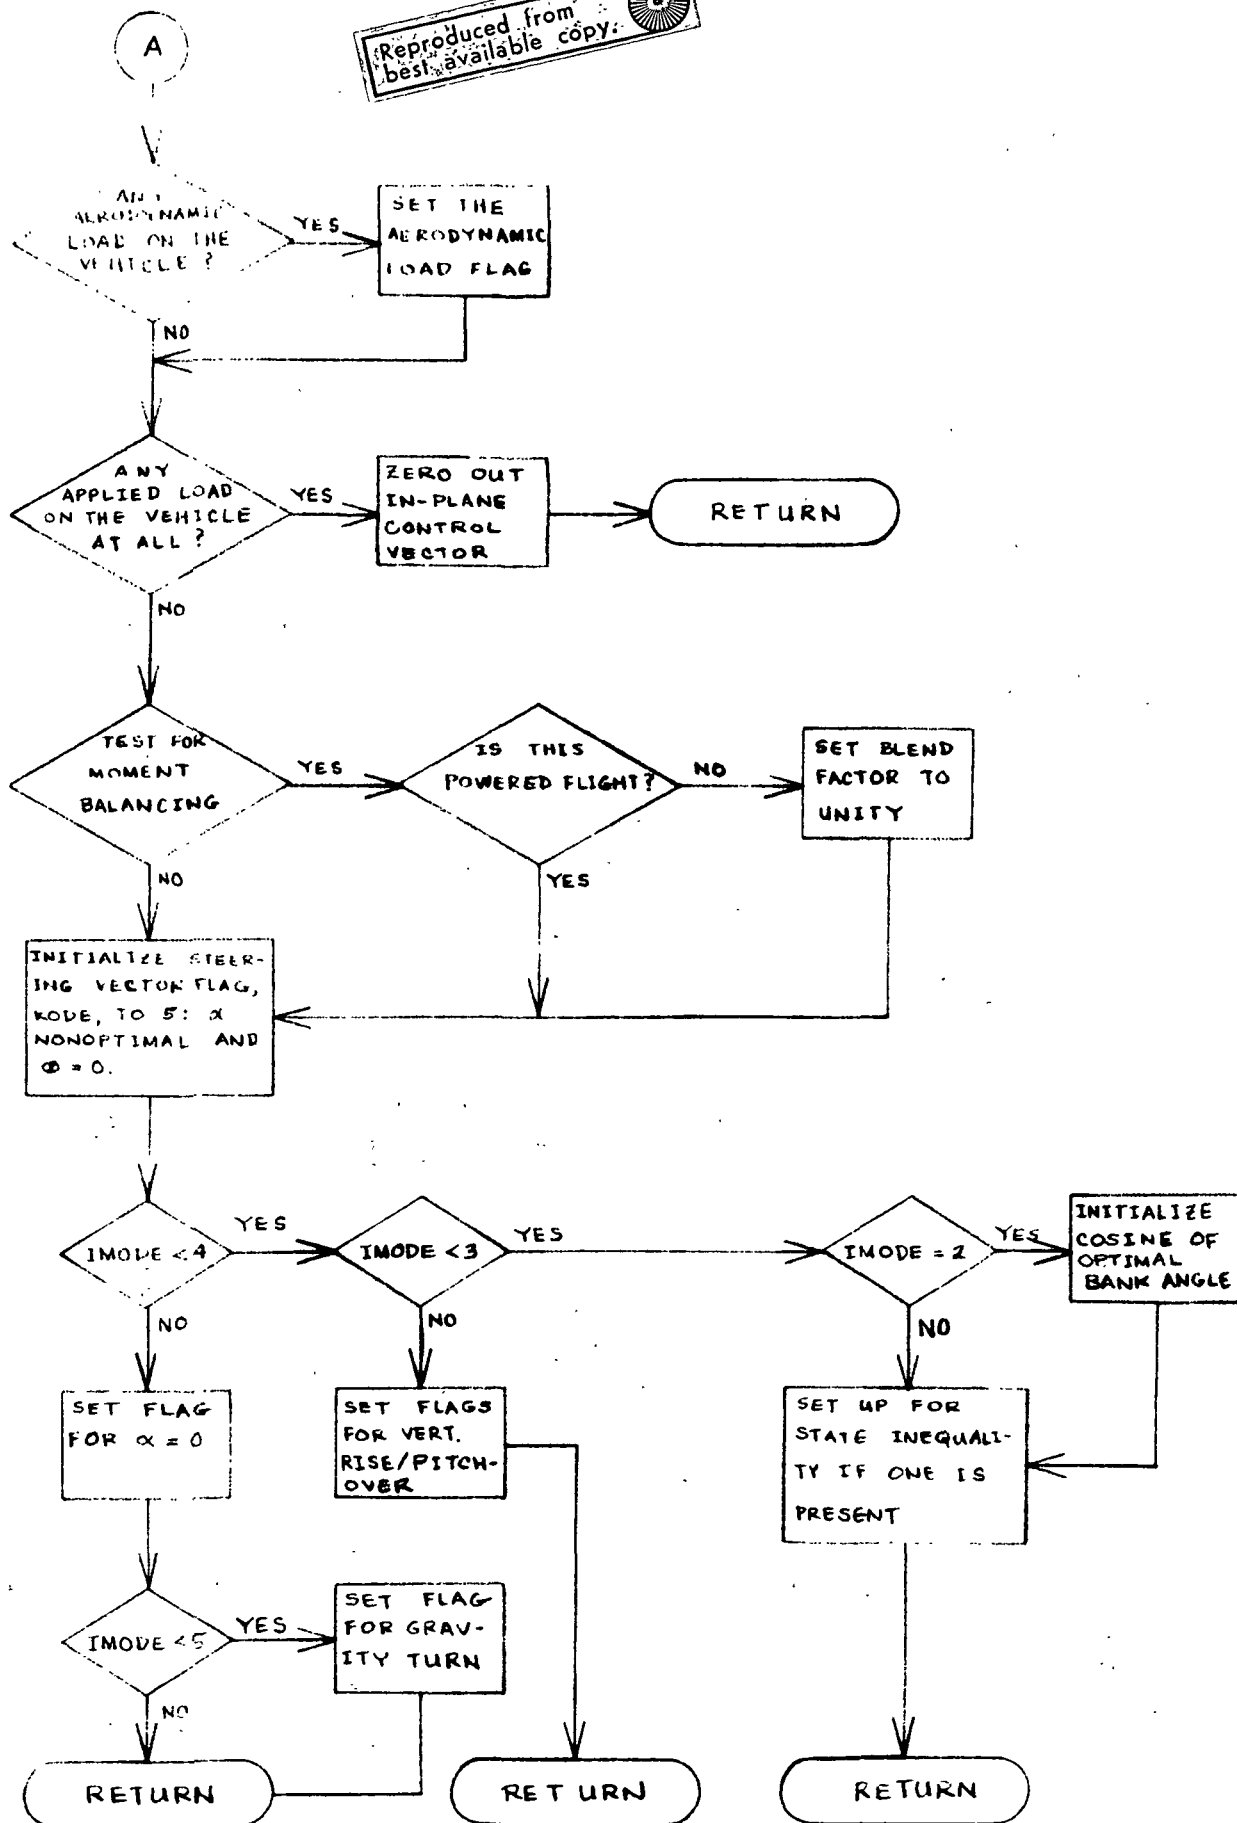 A
Reproduced from
best available copy.
ANY
AERODYNAMIC
LOAD ON THE
VEHICLE?
YES
SET THE
AERODYNAMIC
LOAD FLAG
NO
ANY
APPLIED LOAD
ON THE VEHICLE
AT ALL?
YES
ZERO OUT
IN-PLANE
CONTROL
VECTOR
RETURN
NO
TEST FOR
MOMENT
BALANCING
YES
IS THIS
POWERED FLIGHT?
NO
SET BLEND
FACTOR TO
UNITY
NO
YES
INITIALIZE STEER-
ING VECTOR FLAG,
KODE, TO 5: α
NONOPTIMAL AND
Φ = 0.
IMODE < 4
YES
IMODE < 3
YES
IMODE = 2
YES
INITIALIZE
COSINE OF
OPTIMAL
BANK ANGLE
NO
NO
NO
SET FLAG
FOR α = 0
SET FLAGS
FOR VERT.
RISE/PITCH-
OVER
SET UP FOR
STATE INEQUALI-
TY IF ONE IS
PRESENT
IMODE < 5
YES
SET FLAG
FOR GRAV-
ITY TURN
NO
RETURN
RETURN
RETURN